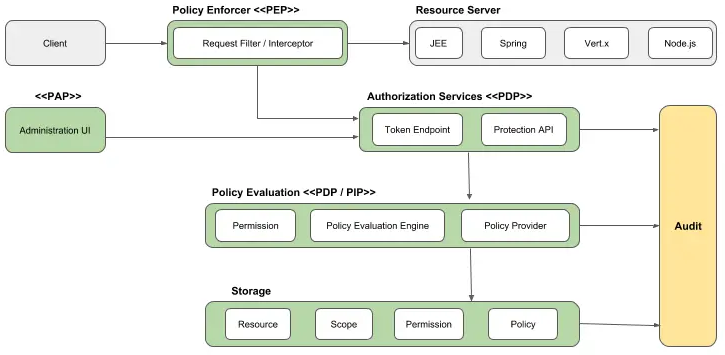 Policy Enforcer <<PEP>>
Resource Server
Client
Request Filter / Interceptor
JEE
Spring
Vert.x
Node.js
<<PAP>>
Authorization Services <<PDP>>
Administration UI
Token Endpoint
Protection API
Policy Evaluation <<PDP / PIP>>
Permission
Policy Evaluation Engine
Policy Provider
Audit
Storage
Resource
Scope
Permission
Policy